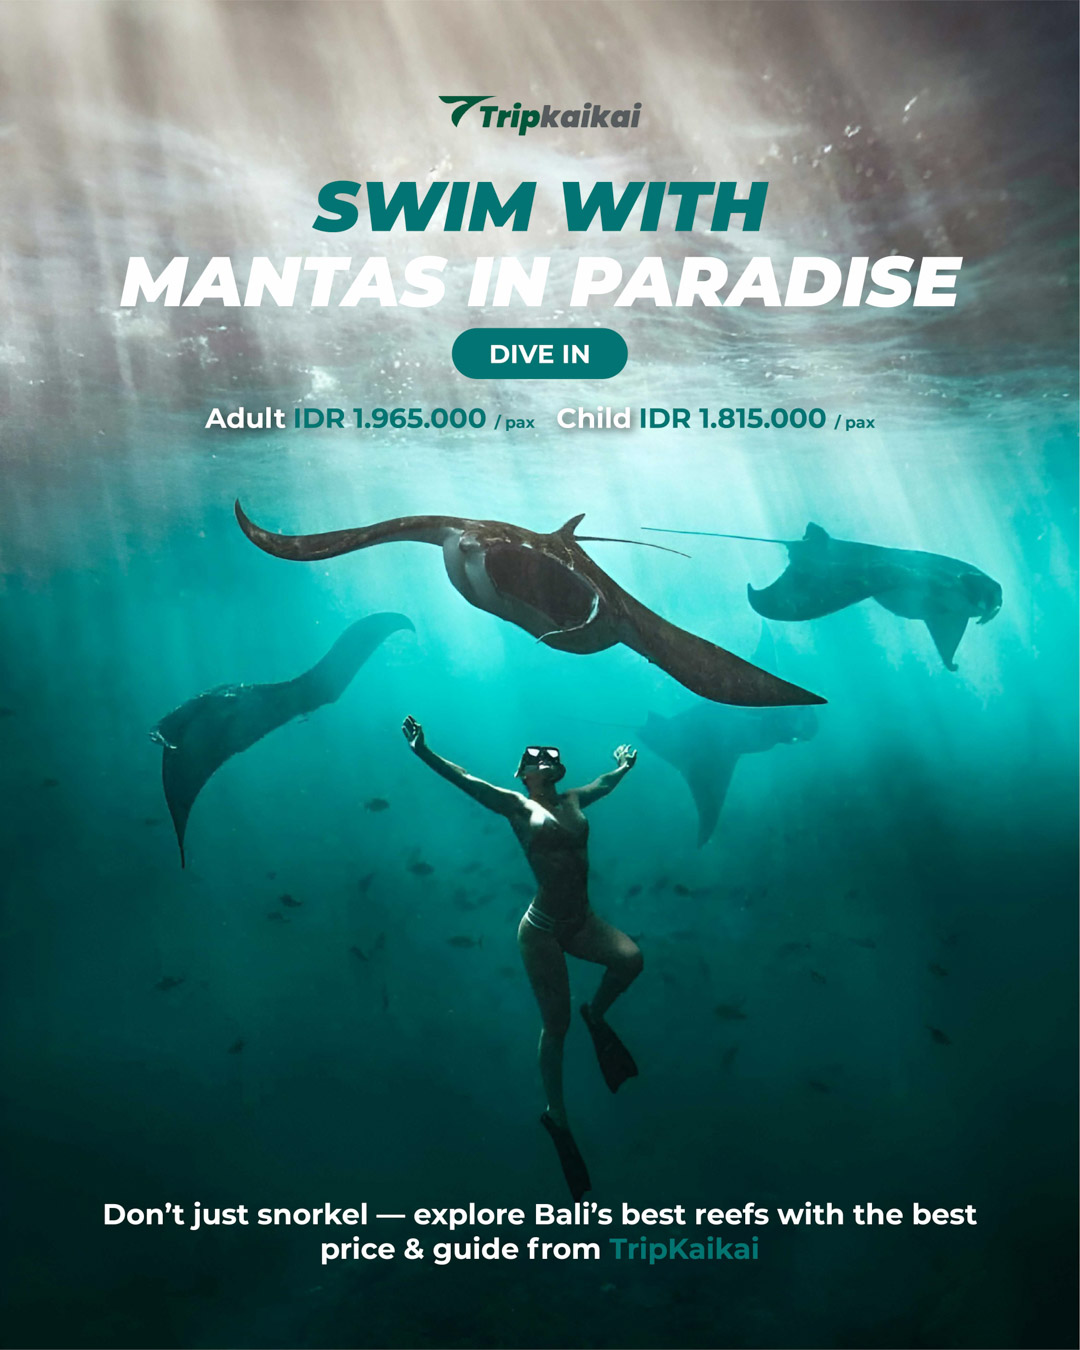 Tripkaikai
SWIM WITH
MANTAS IN PARADISE
DIVE IN
Adult IDR 1.965.000 / pax Child IDR 1.815.000 / pax
Don’t just snorkel — explore Bali’s best reefs with the best
price & guide from TripKaikai